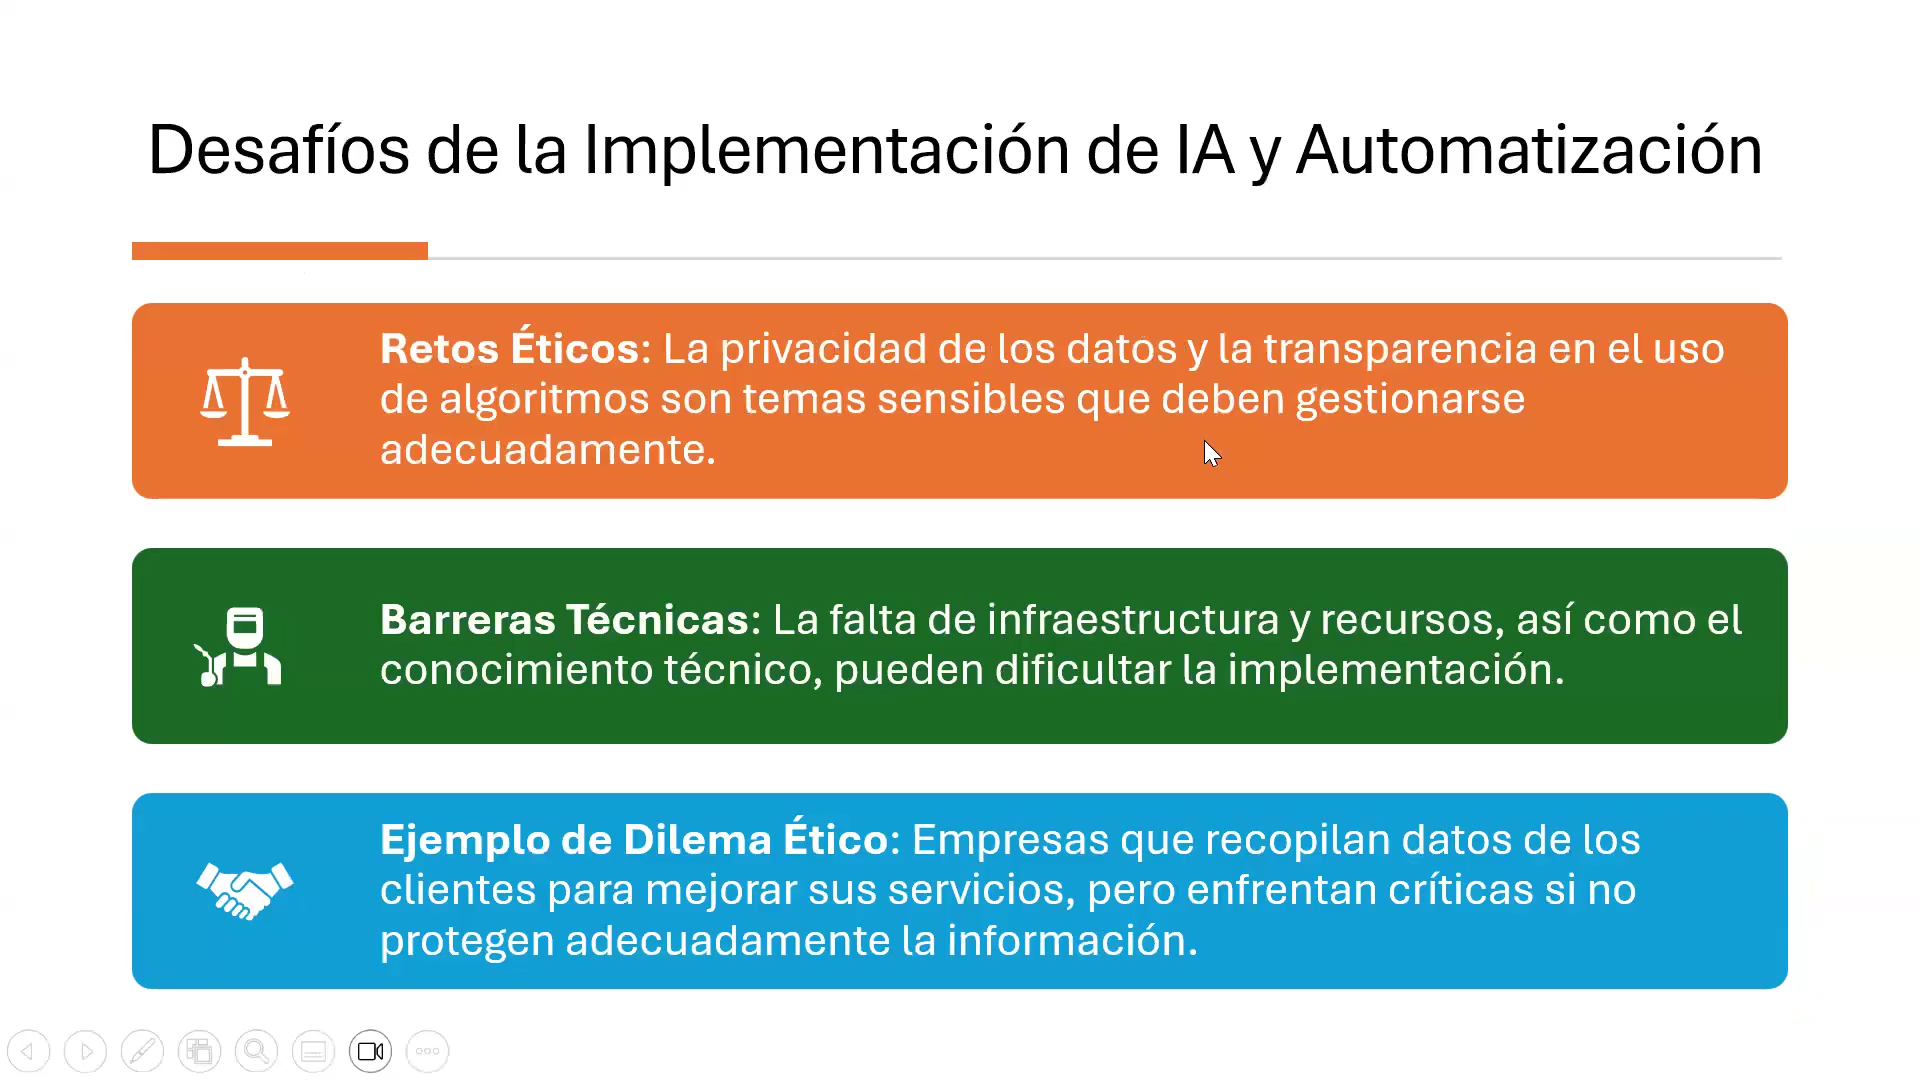 Desafíos de la Implementación de IA y Automatización
Retos Éticos: La privacidad de los datos y la transparencia en el uso
de algoritmos son temas sensibles que deben gestionarse
adecuadamente.
Barreras Técnicas: La falta de infraestructura y recursos, así como el
conocimiento técnico, pueden dificultar la implementación.
Ejemplo de Dilema Ético: Empresas que recopilan datos de los
clientes para mejorar sus servicios, pero enfrentan críticas si no
protegen adecuadamente la información.